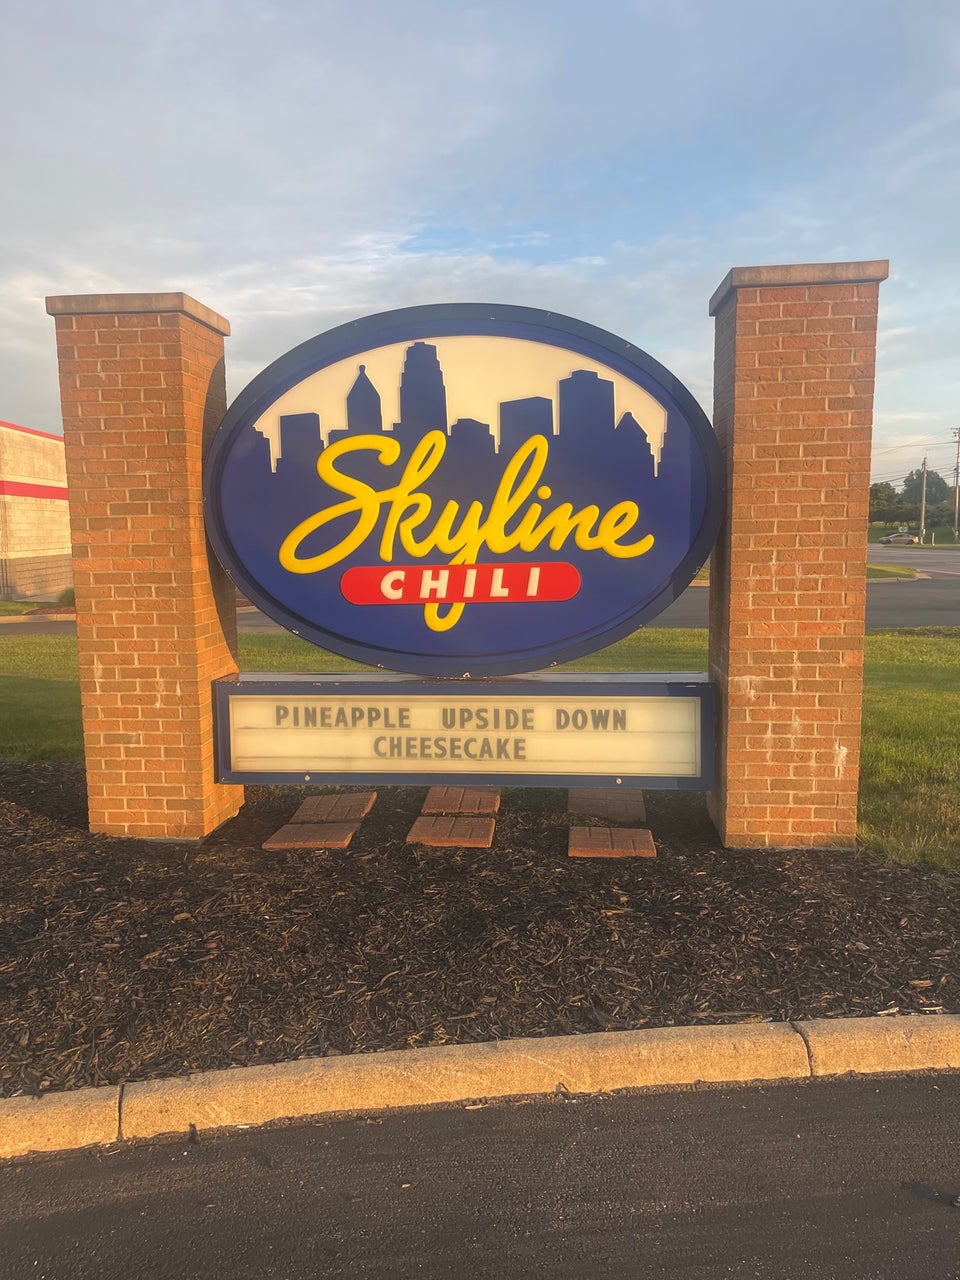 Skyline
CHILI
PINEAPPLE UPSIDE DOWN
CHEESECAKE